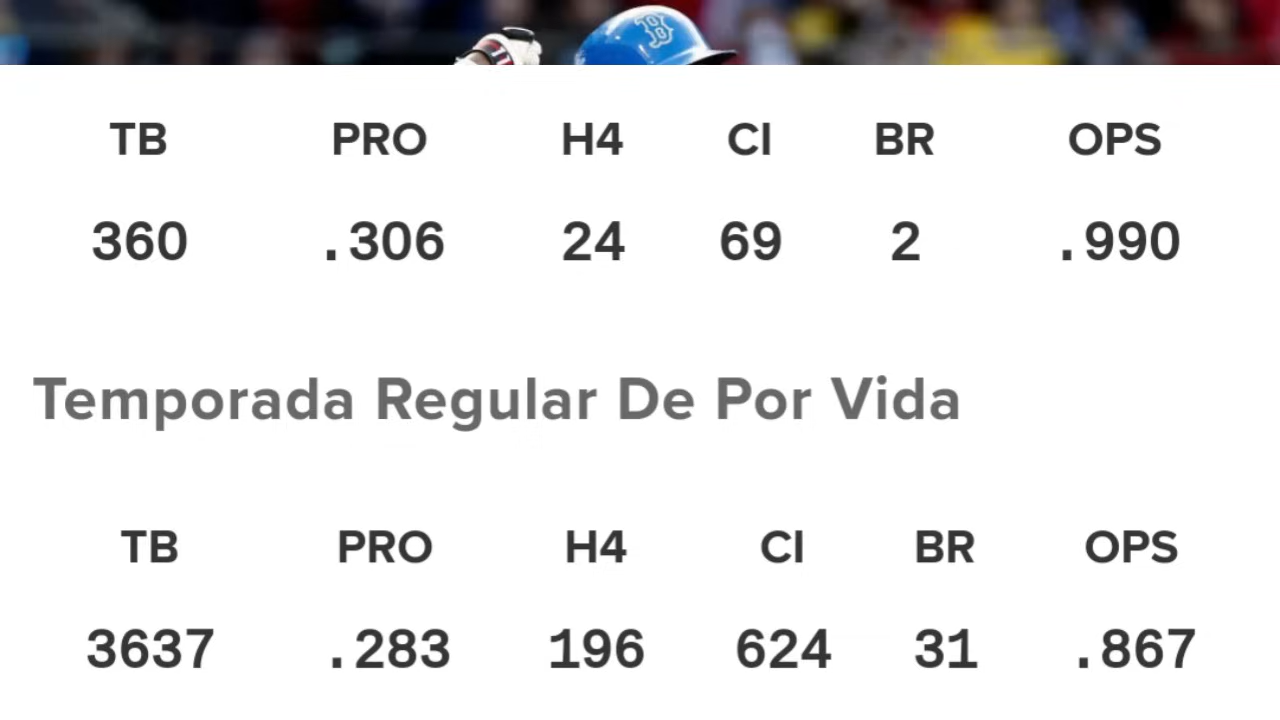 B
TB PRO H4 CI BR OPS
360 .306 24 69 2 .990
Temporada Regular De Por Vida
TB PRO H4 CI BR OPS
3637 .283 196 624 31 .867